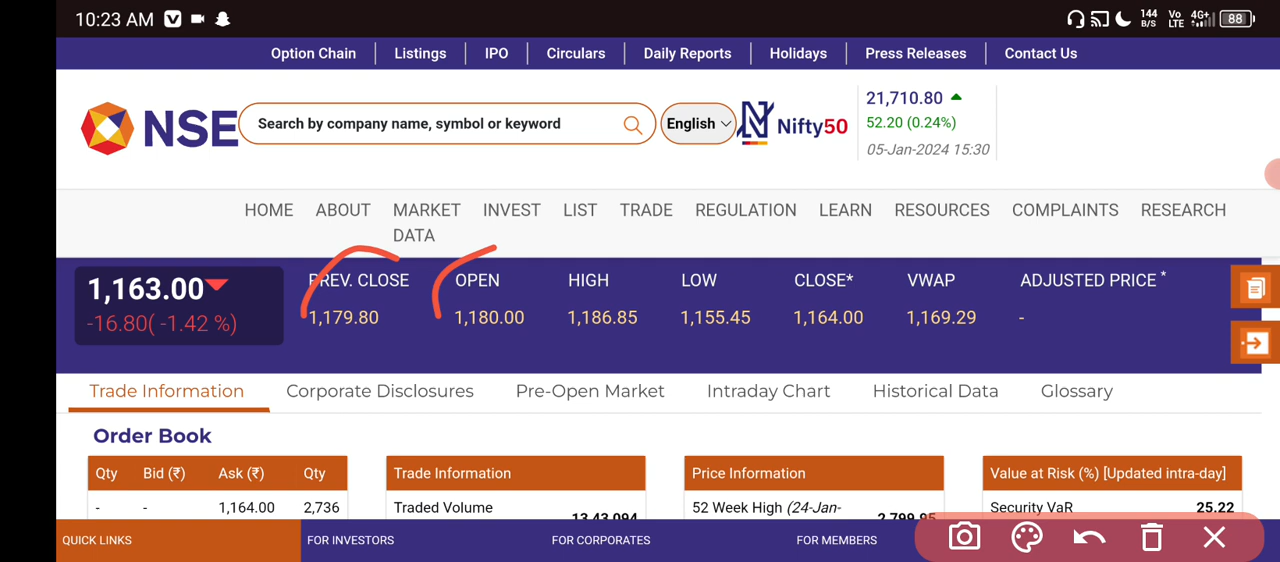 10:23 AM
144 B/S Vo LTE 4G+ 88
Option Chain Listings IPO Circulars Daily Reports Holidays Press Releases Contact Us
NSE
Search by company name, symbol or keyword
English
Nifty50
21,710.80
52.20 (0.24%)
05-Jan-2024 15:30
HOME ABOUT MARKET DATA INVEST LIST TRADE REGULATION LEARN RESOURCES COMPLAINTS RESEARCH
1,163.00
-16.80( -1.42 %)
PREV. CLOSE OPEN HIGH LOW CLOSE* VWAP ADJUSTED PRICE *
1,179.80 1,180.00 1,186.85 1,155.45 1,164.00 1,169.29 -
Trade Information Corporate Disclosures Pre-Open Market Intraday Chart Historical Data Glossary
Order Book
Qty Bid (₹) Ask (₹) Qty
- - 1,164.00 2,736
Trade Information
Traded Volume 13,43,094
Price Information
52 Week High (24-Jan- 2,799.95
Value at Risk (%) [Updated intra-day]
Security VaR 25.22
QUICK LINKS FOR INVESTORS FOR CORPORATES FOR MEMBERS